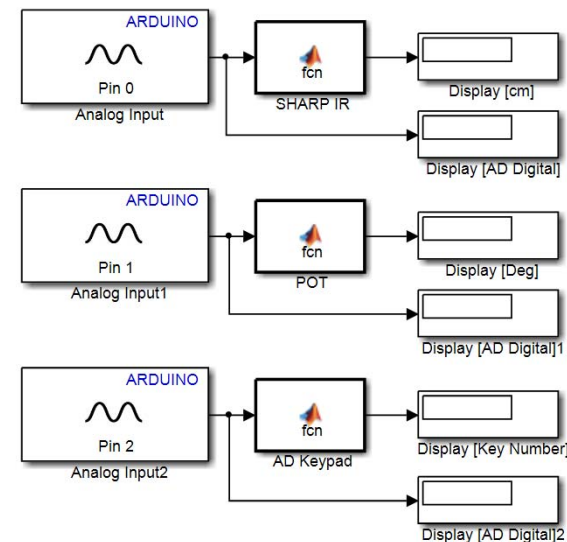 ARDUINO
Pin 0
Analog Input
fcn
SHARP IR
Display [cm]
Display [AD Digital]
ARDUINO
Pin 1
Analog Input1
fcn
POT
Display [Deg]
Display [AD Digital]1
ARDUINO
Pin 2
Analog Input2
fcn
AD Keypad
Display [Key Number]
Display [AD Digital]2